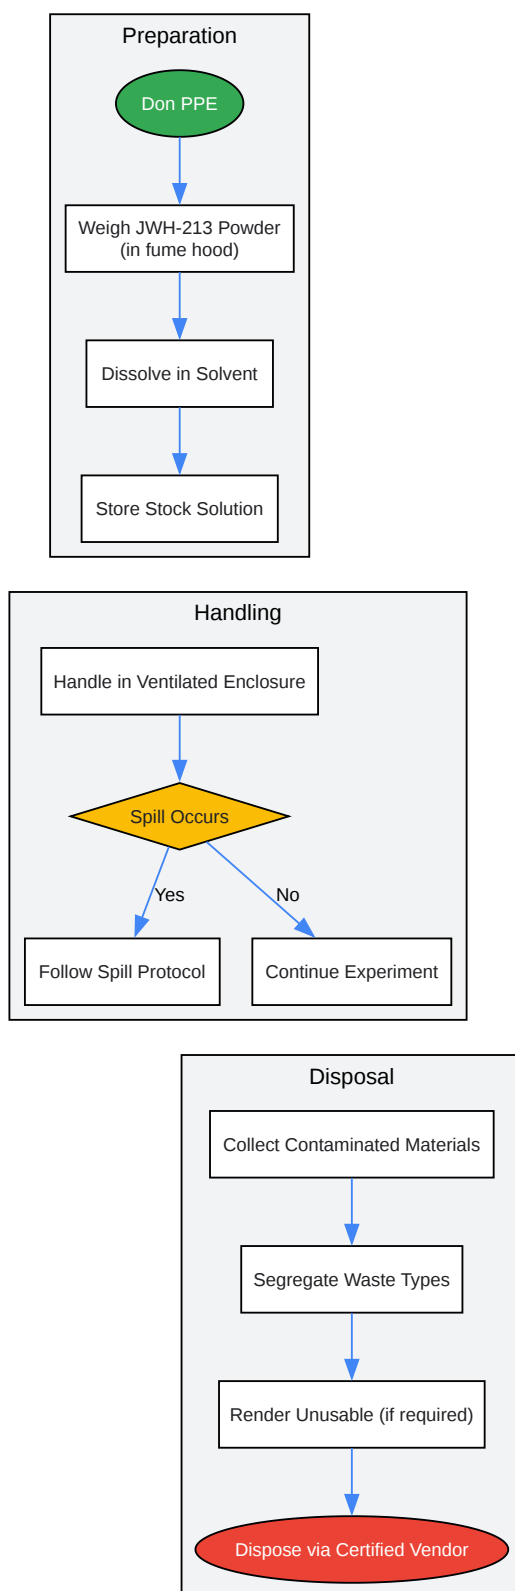 Preparation
Don PPE
Weigh JWH-213 Powder
(in fume hood)
Dissolve in Solvent
Store Stock Solution
Handling
Handle in Ventilated Enclosure
Spill Occurs
Yes
No
Follow Spill Protocol
Continue Experiment
Disposal
Collect Contaminated Materials
Segregate Waste Types
Render Unusable (if required)
Dispose via Certified Vendor